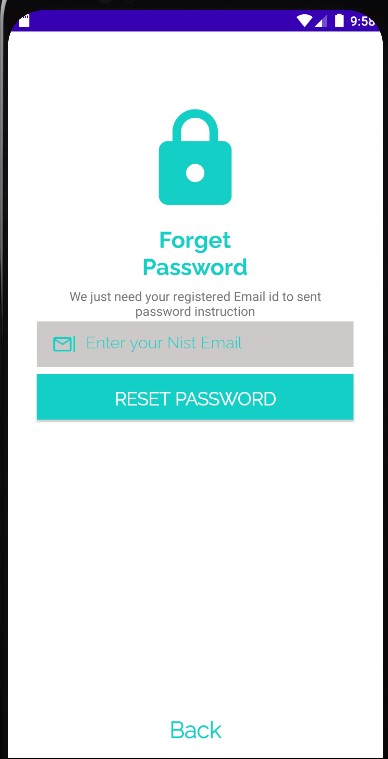 9:58
Forget
Password
We just need your registered Email id to sent
password instruction
Enter your Nist Email
RESET PASSWORD
Back